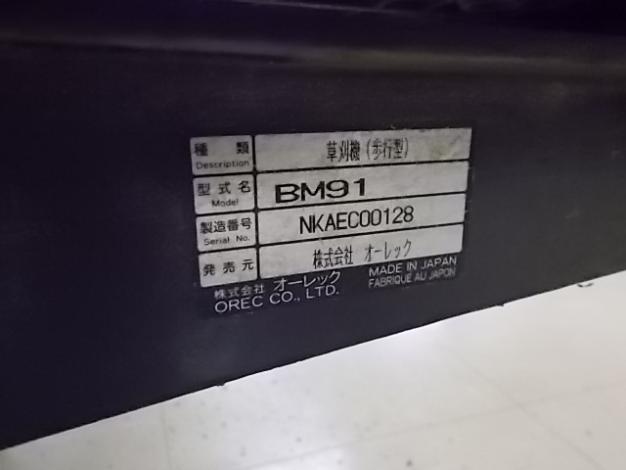 種類 草刈機(歩行型)
Description
型式名 BM91
Model
製造番号 NKAEC00128
Serial No.
発売元 株式会社 オーレック
株式会社 オーレック MADE IN JAPAN
OREC CO., LTD. FABRIQUE AU JAPON